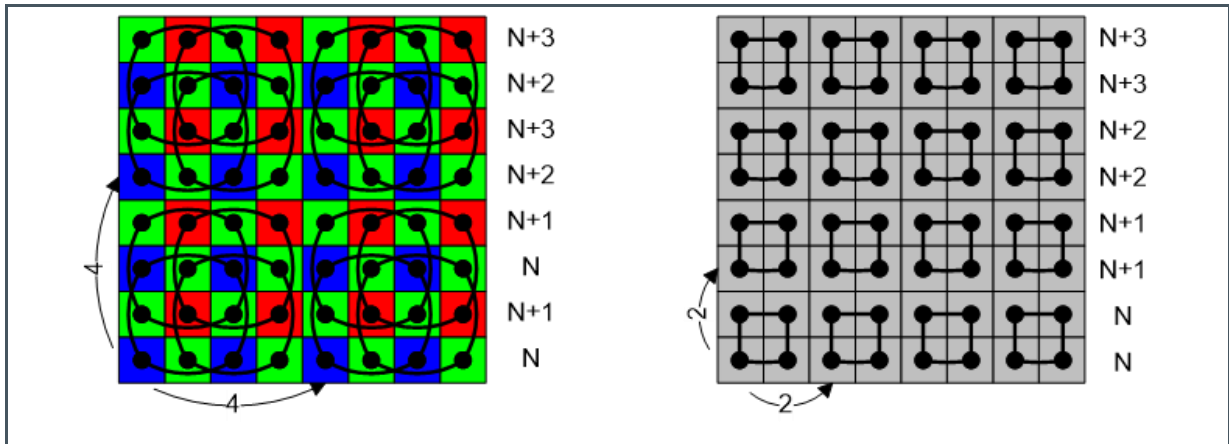 N+3 N+3
N+2 N+3
N+3 N+2
N+2 N+2
N+1 N+1
4 N N+1
2
N+1 N
N N
4 2